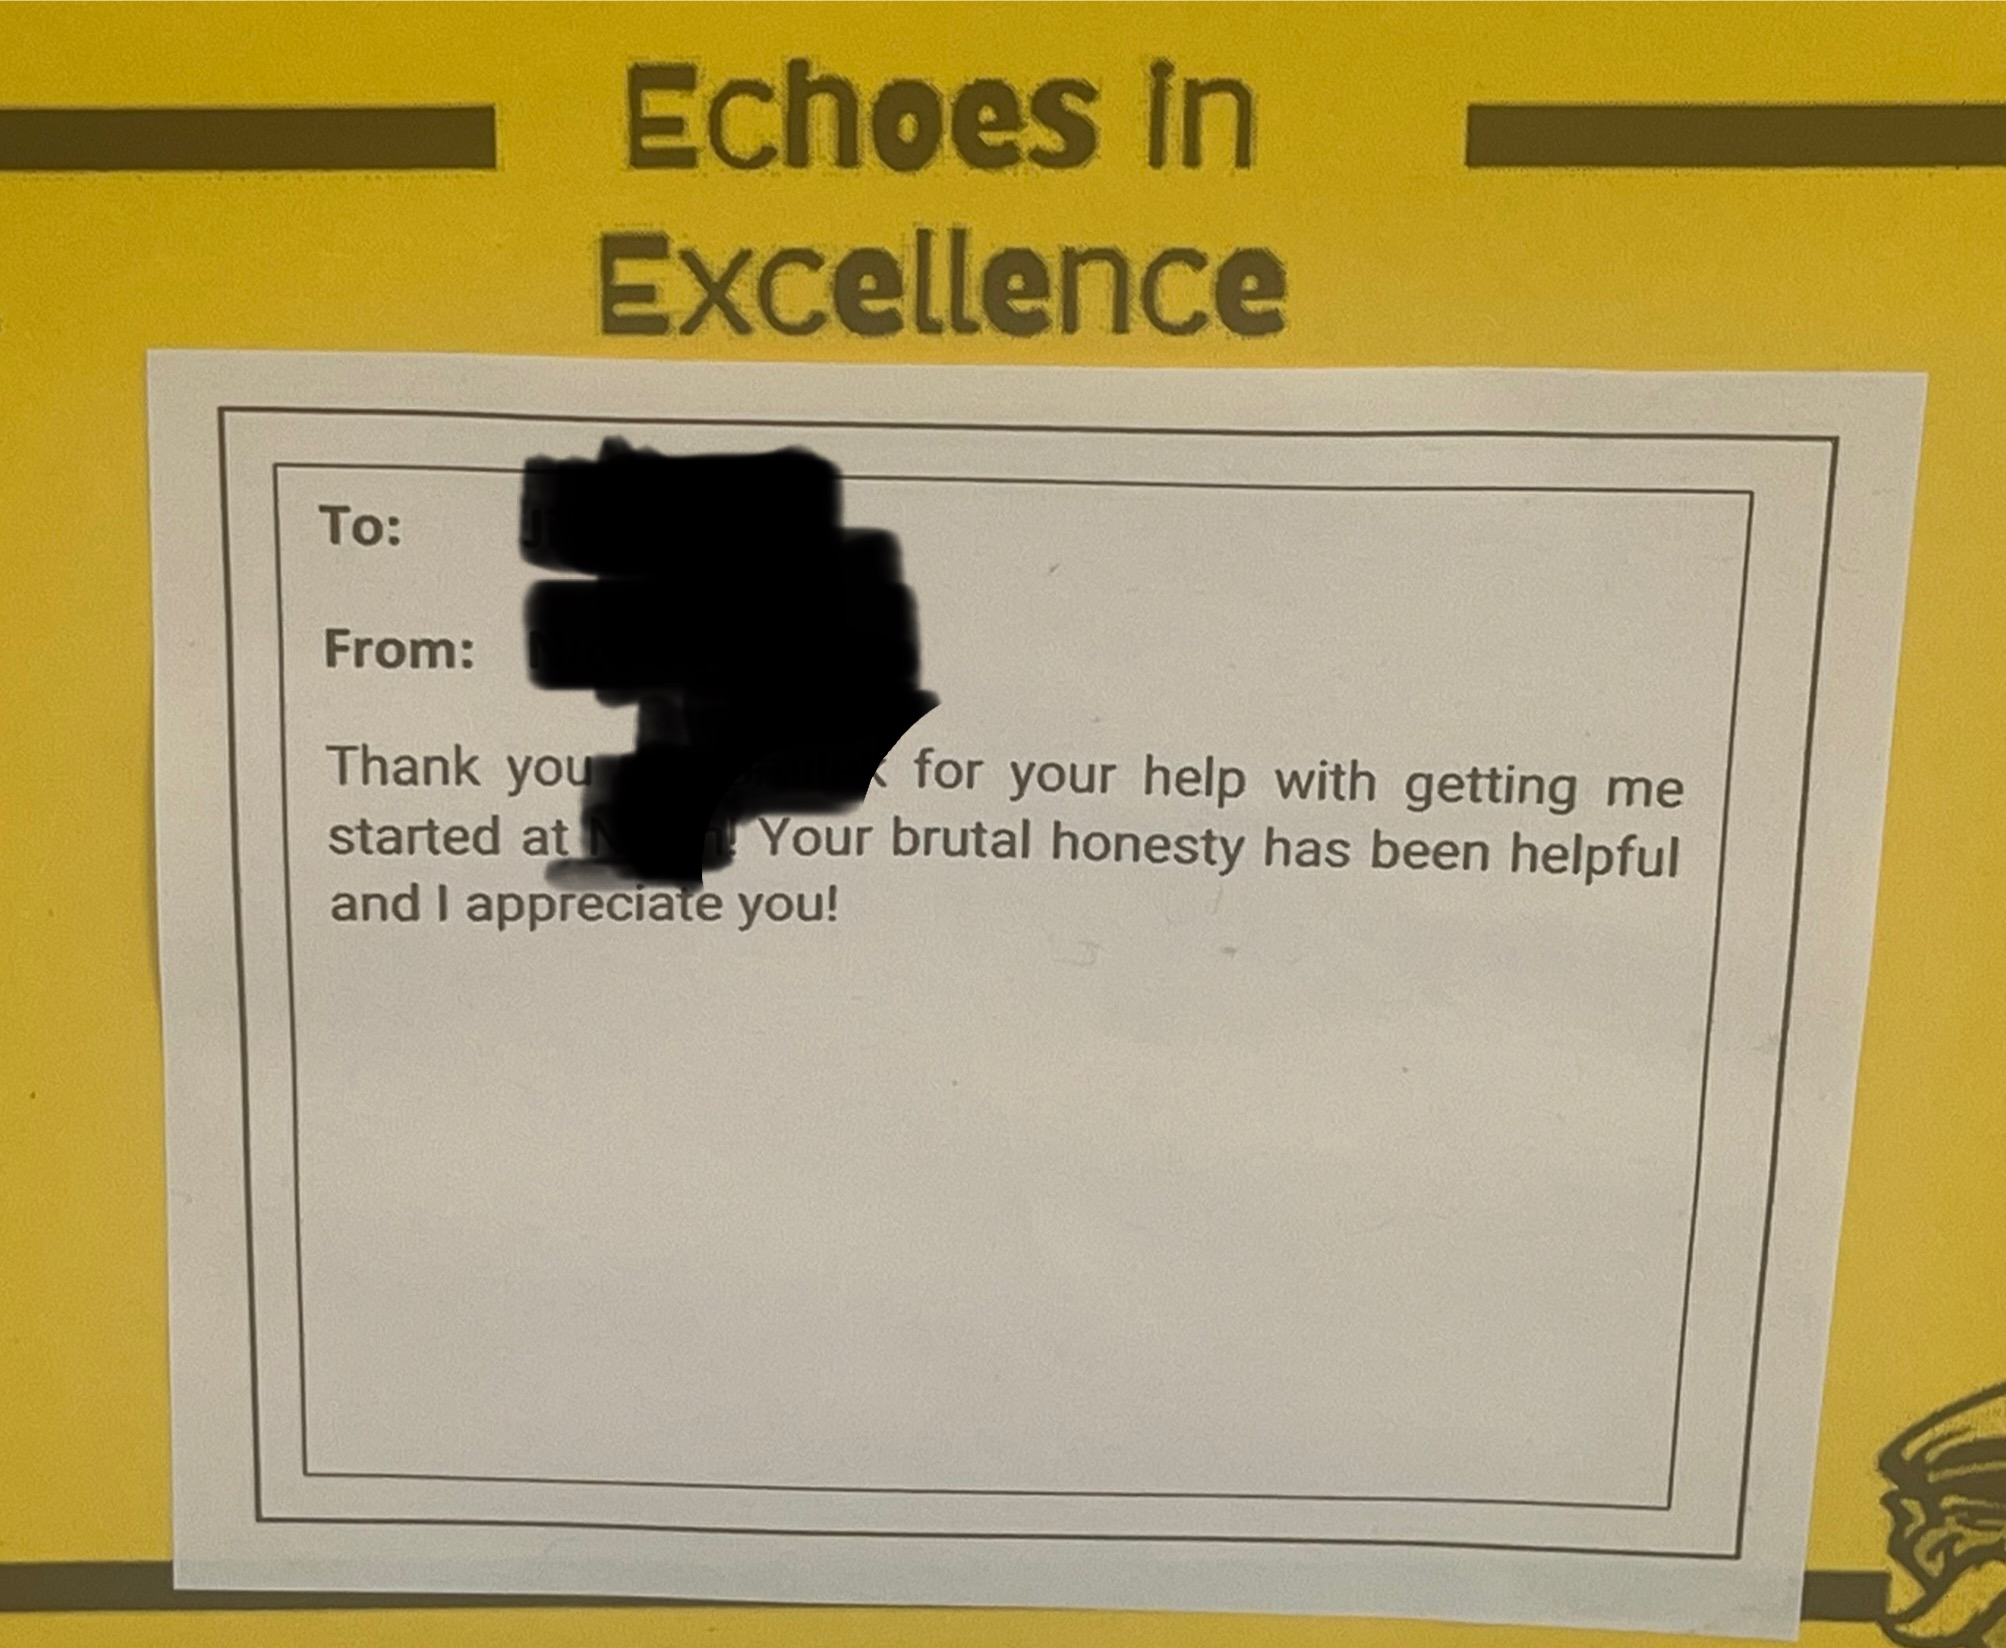 Echoes in
Excellence
To:
From:
Thank you for your help with getting me
started at Your brutal honesty has been helpful
and I appreciate you!